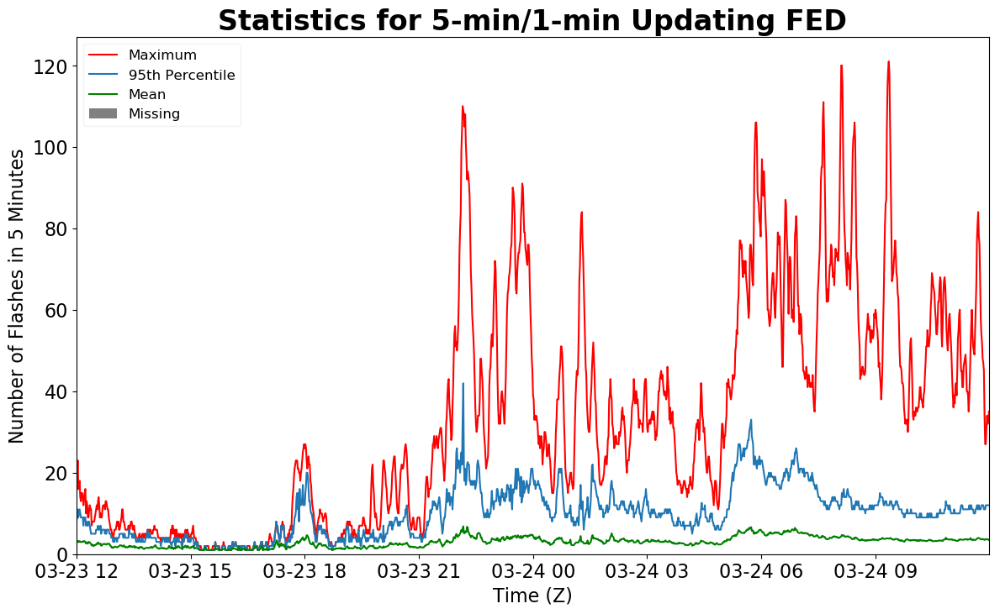 Statistics for 5-min/1-min Updating FED
Number of Flashes in 5 Minutes
120
100
80
60
40
20
0
Maximum
95th Percentile
Mean
Missing
03-23 12 03-23 15 03-23 18 03-23 21 03-24 00 03-24 03 03-24 06 03-24 09
Time (Z)